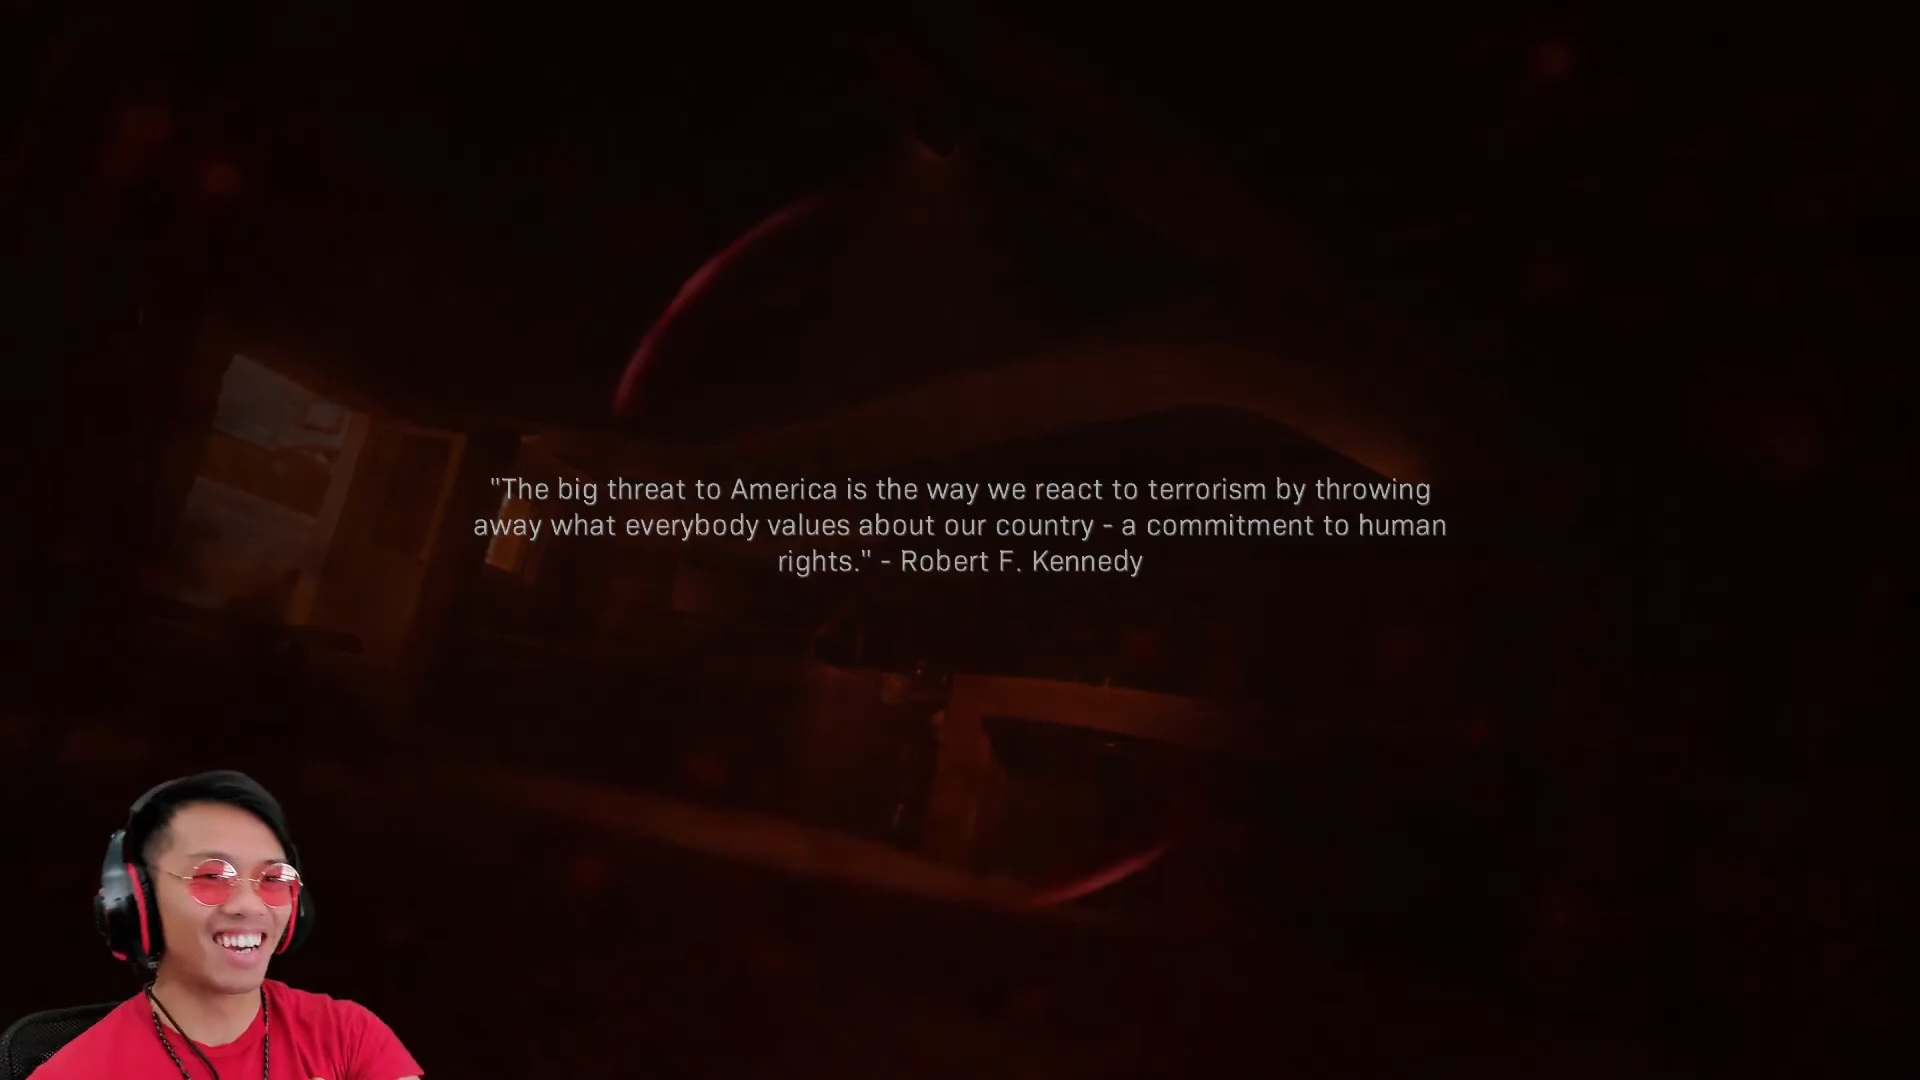 "The big threat to America is the way we react to terrorism by throwing
away what everybody values about our country - a commitment to human
rights." - Robert F. Kennedy